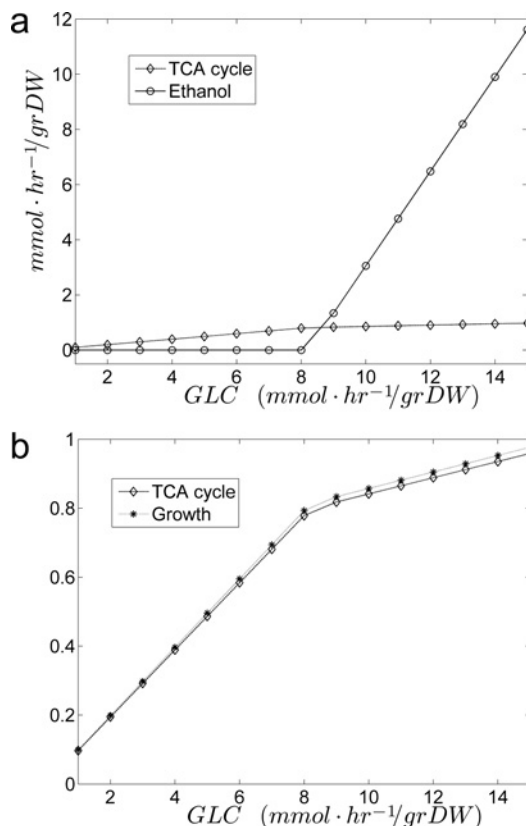 a
12
10
8
6
4
2
0
mmol · hr⁻¹/grDW
TCA cycle
Ethanol
2 4 6 8 10 12 14
GLC (mmol · hr⁻¹/grDW)
b
1
0.8
0.6
0.4
0.2
0
TCA cycle
Growth
2 4 6 8 10 12 14
GLC (mmol · hr⁻¹/grDW)